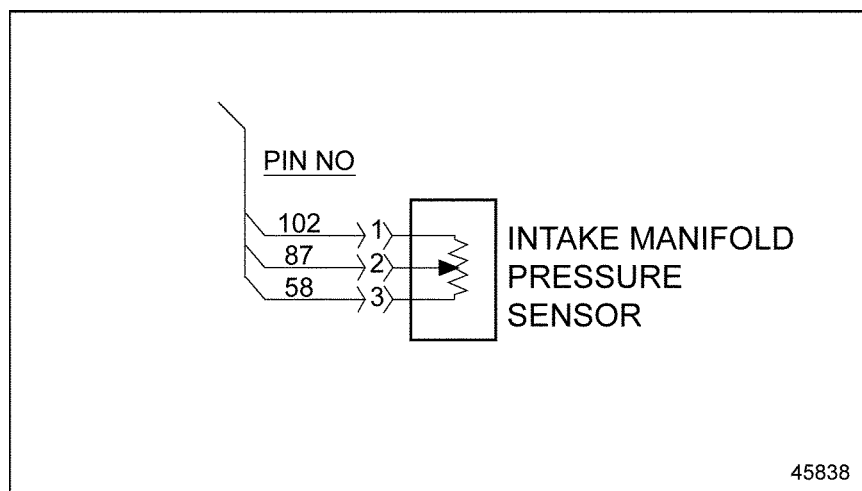 PIN NO
102 1
87 2
58 3
INTAKE MANIFOLD
PRESSURE
SENSOR
45838